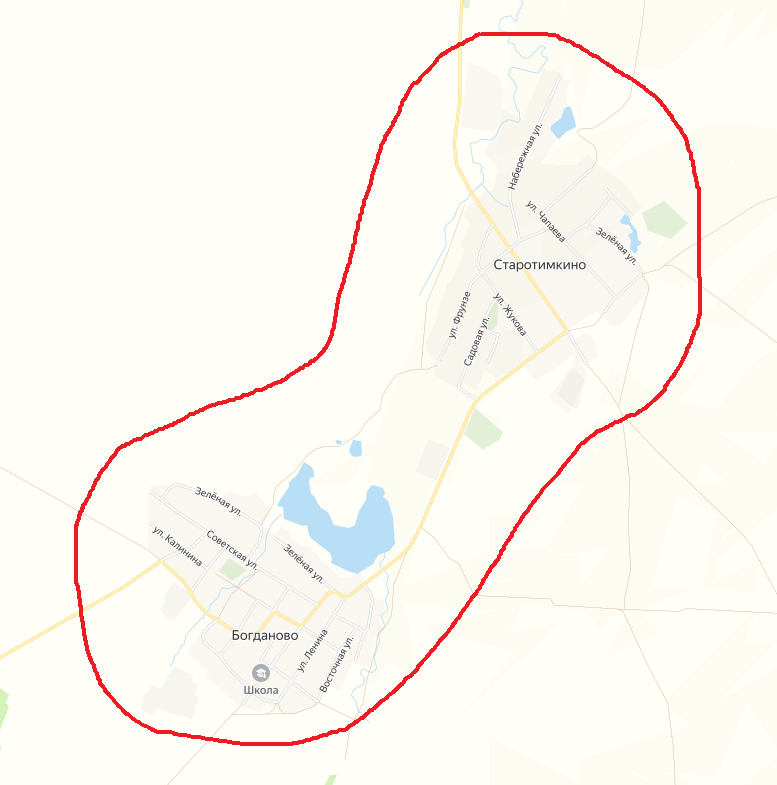 Набережная ул.
ул. Чапаева
Зелёная ул.
Старотимкино
ул. Фрунзе
ул. Жукова
Садовая ул.
Зелёная ул.
ул. Калинина
Советская ул.
Зелёная ул.
Богданово
ул. Ленина
Восточная ул.
Школа